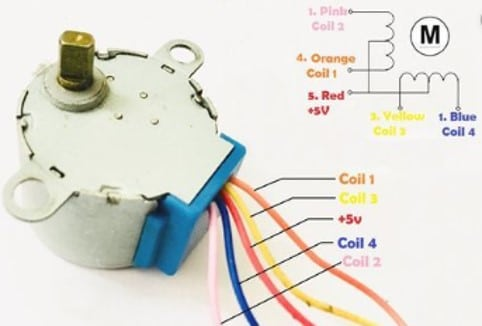 1. Pink
Coil 2
M
4. Orange
Coil 1
5. Red
+5V
3. Yellow
Coil 3
1. Blue
Coil 4
Coil 1
Coil 3
+5v
Coil 4
Coil 2